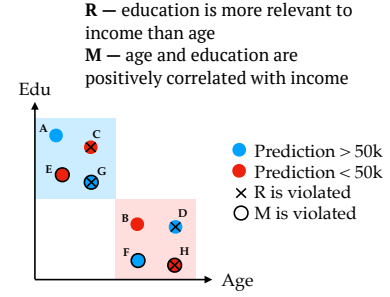 R — education is more relevant to
income than age
M — age and education are
positively correlated with income
Edu
A
C
E
G
B
D
F
H
Age
Prediction > 50k
Prediction < 50k
R is violated
M is violated